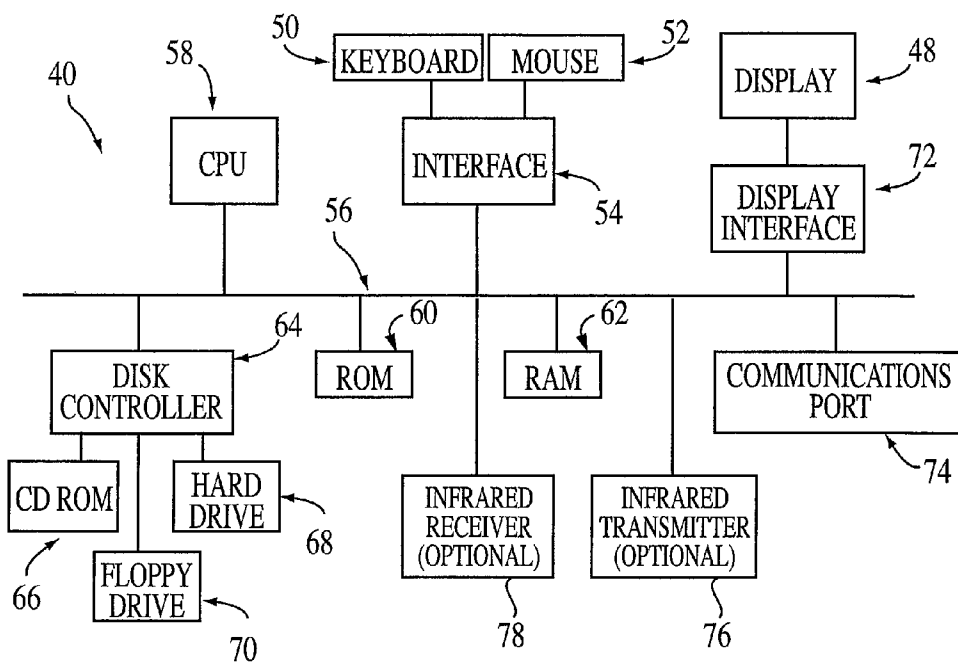 50
52
58
KEYBOARD
MOUSE
48
40
DISPLAY
CPU
INTERFACE
72
54
DISPLAY
INTERFACE
56
60
62
64
ROM
RAM
DISK
CONTROLLER
COMMUNICATIONS
PORT
74
CD ROM
HARD
DRIVE
INFRARED
RECEIVER
(OPTIONAL)
INFRARED
TRANSMITTER
(OPTIONAL)
68
66
FLOPPY
DRIVE
70
78
76